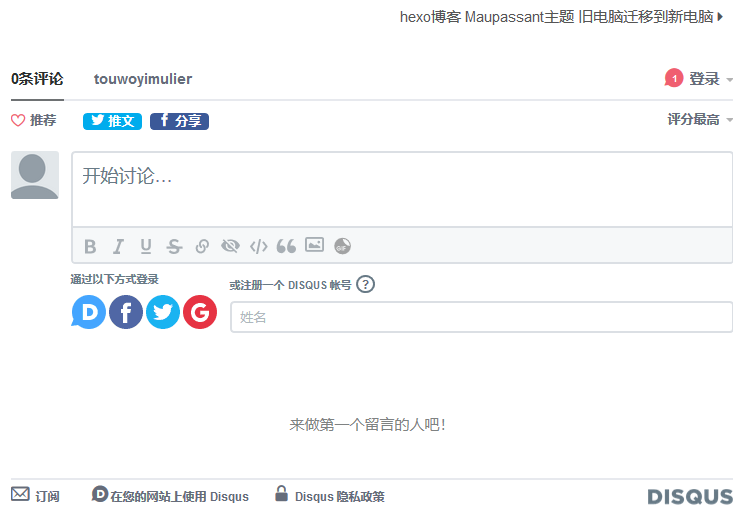 hexo博客 Maupassant主题 旧电脑迁移到新电脑
0条评论 touwoyimulier 1 登录
推荐 推文 分享 评分最高
开始讨论...
B I U S GIF
通过以下方式登录 或注册一个 DISQUS 帐号 ?
D f G 姓名
来做第一个留言的人吧！
订阅 D 在您的网站上使用 Disqus Disqus 隐私政策 DISQUS